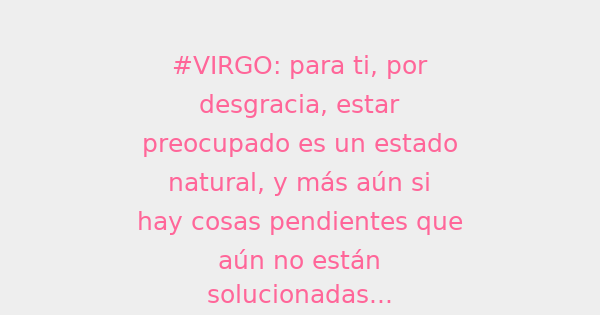 #VIRGO: para ti, por
desgracia, estar
preocupado es un estado
natural, y más aún si
hay cosas pendientes que
aún no están
solucionadas...